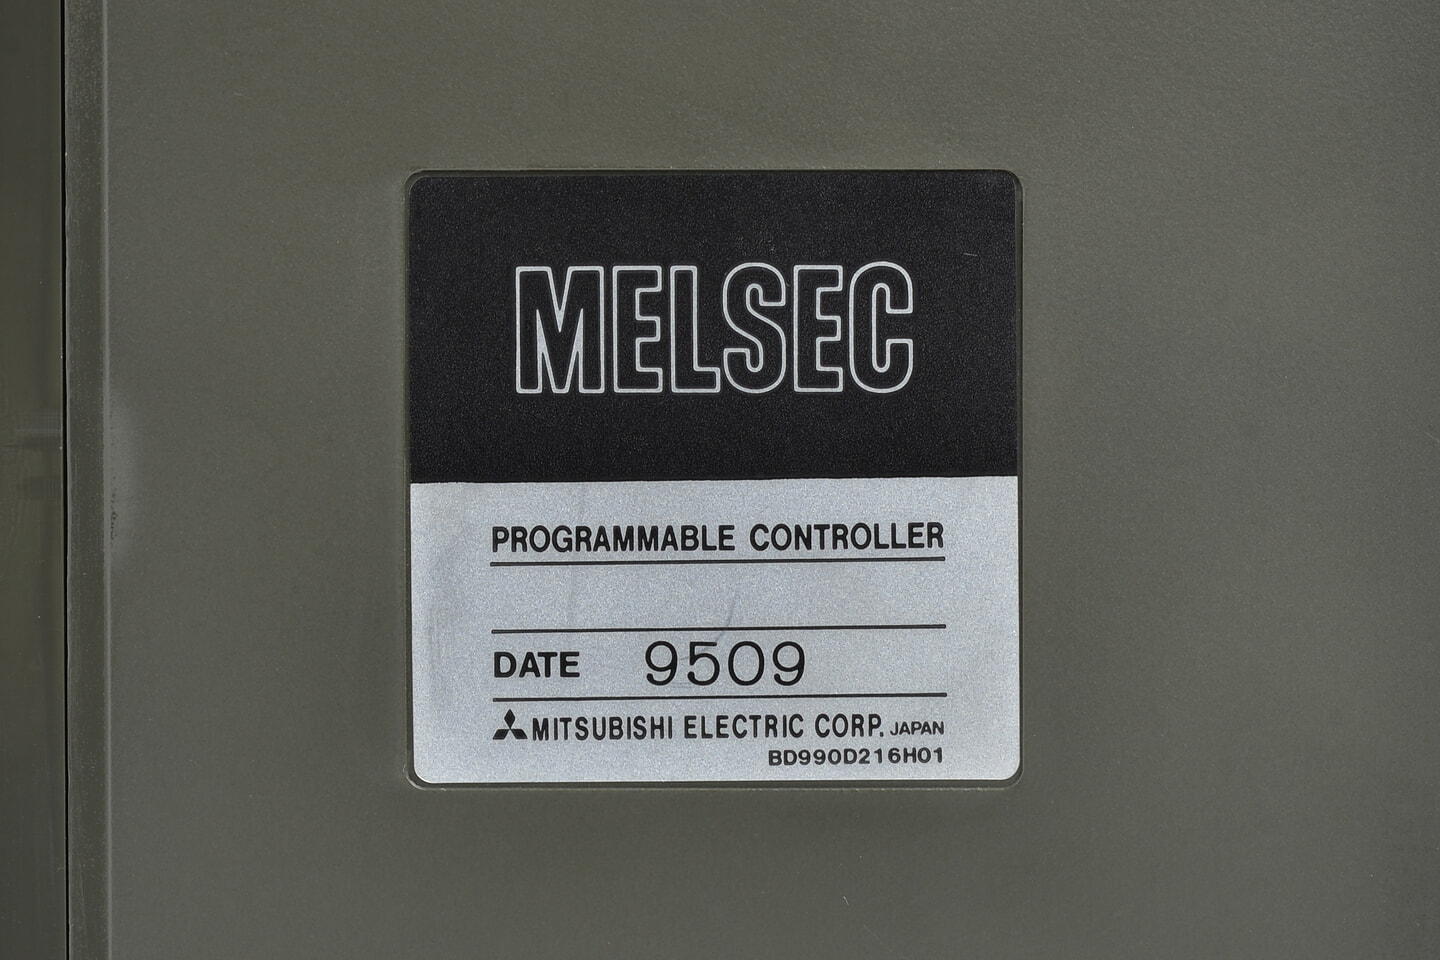 MELSEC
PROGRAMMABLE CONTROLLER
DATE 9509
MITSUBISHI ELECTRIC CORP. JAPAN
BD990D216H01